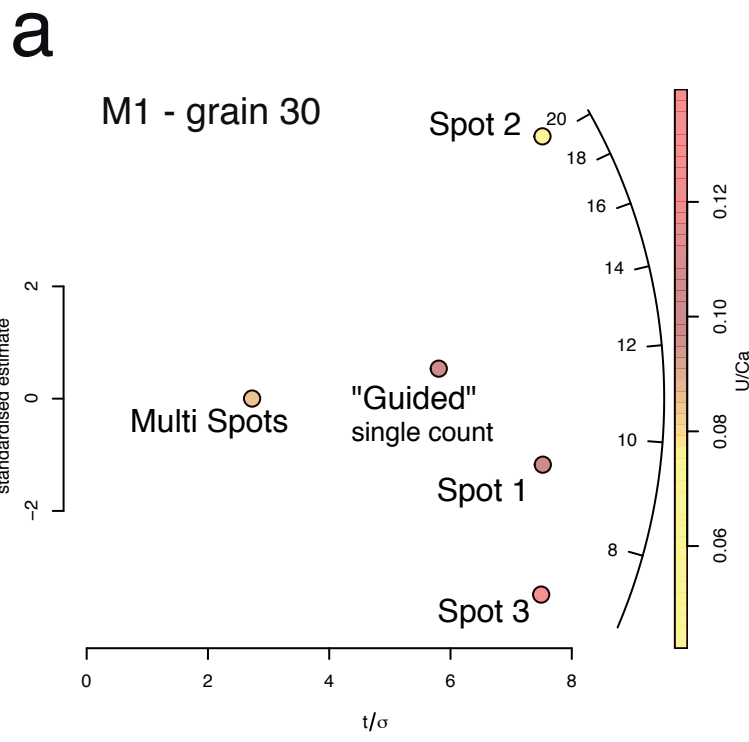 a
M1 - grain 30
Spot 2
20
18
16
14
12
10
8
0.12
0.10
0.08
0.06
U/Ca
2
0
−2
standardised estimate
Multi Spots
"Guided"
single count
Spot 1
Spot 3
0
2
4
6
8
t/σ